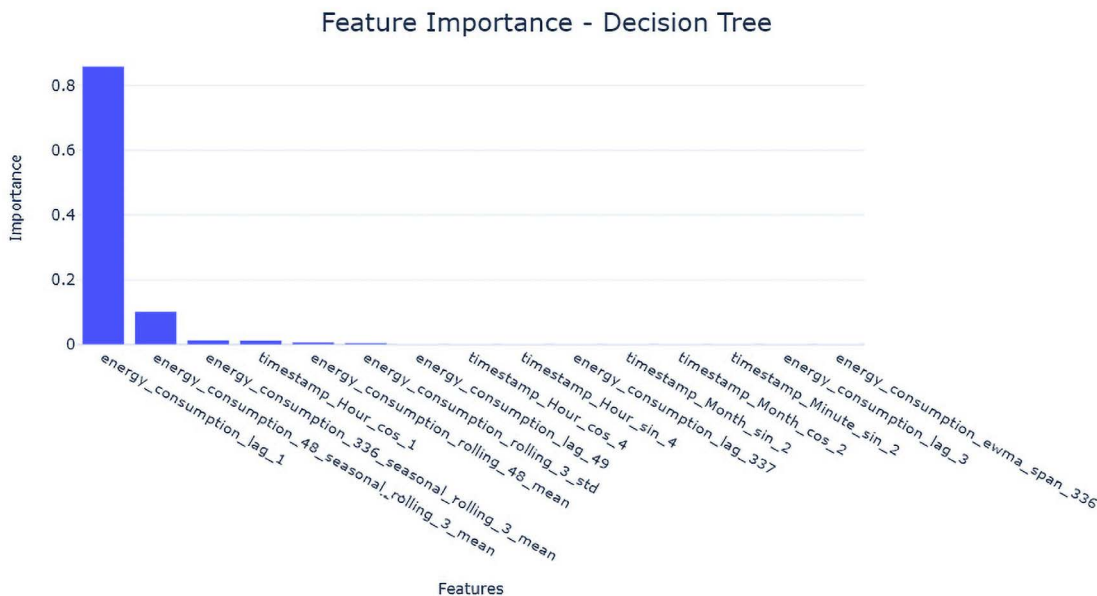 Feature Importance - Decision Tree
Importance
0.8
0.6
0.4
0.2
0
energy_consumption_lag_1
energy_consumption_48_seasonal_rolling_3_mean
energy_consumption_336_seasonal_rolling_3_mean
timestamp_Hour_cos_1
energy_consumption_rolling_48_mean
energy_consumption_rolling_3_std
energy_consumption_lag_49
timestamp_Hour_cos_4
timestamp_Hour_sin_4
energy_consumption_lag_337
timestamp_Month_sin_2
timestamp_Month_cos_2
timestamp_Minute_sin_2
energy_consumption_lag_3
energy_consumption_ewma_span_336
Features